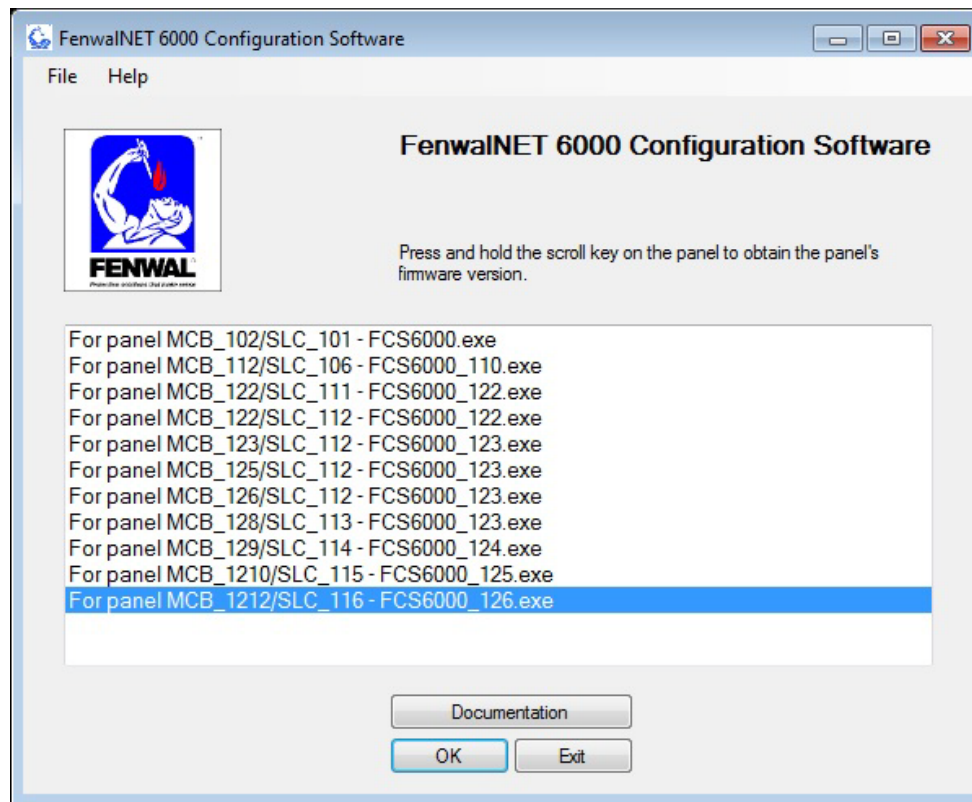 FenwalNET 6000 Configuration Software
File Help
FenwalNET 6000 Configuration Software
FENWAL
Protection solutions that make sense
Press and hold the scroll key on the panel to obtain the panel's
firmware version.
For panel MCB_102/SLC_101 - FCS6000.exe
For panel MCB_112/SLC_106 - FCS6000_110.exe
For panel MCB_122/SLC_111 - FCS6000_122.exe
For panel MCB_122/SLC_112 - FCS6000_122.exe
For panel MCB_123/SLC_112 - FCS6000_123.exe
For panel MCB_125/SLC_112 - FCS6000_123.exe
For panel MCB_126/SLC_112 - FCS6000_123.exe
For panel MCB_128/SLC_113 - FCS6000_123.exe
For panel MCB_129/SLC_114 - FCS6000_124.exe
For panel MCB_1210/SLC_115 - FCS6000_125.exe
For panel MCB_1212/SLC_116 - FCS6000_126.exe
Documentation
OK Exit